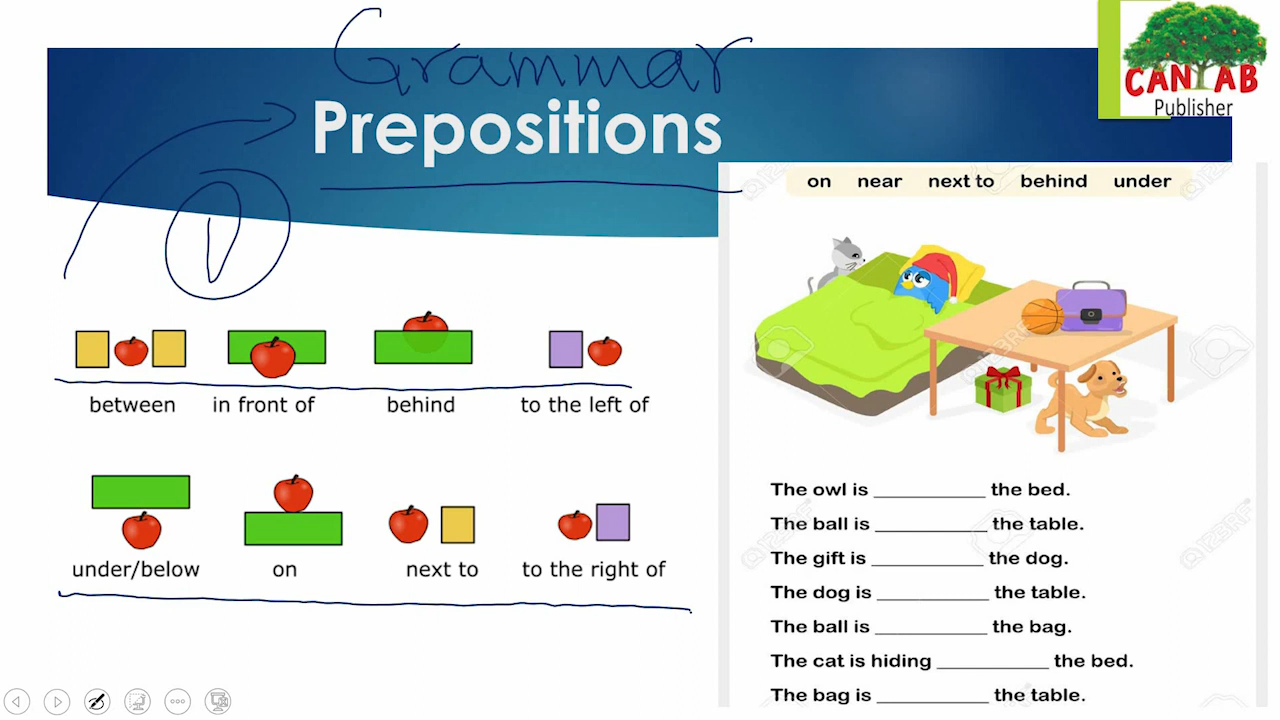 Grammar
Prepositions
CANTAB
Publisher
on near next to behind under
between in front of behind to the left of
under/below on next to to the right of
The owl is ___________ the bed.
The ball is ___________ the table.
The gift is ___________ the dog.
The dog is ___________ the table.
The ball is ___________ the bag.
The cat is hiding ___________ the bed.
The bag is ___________ the table.